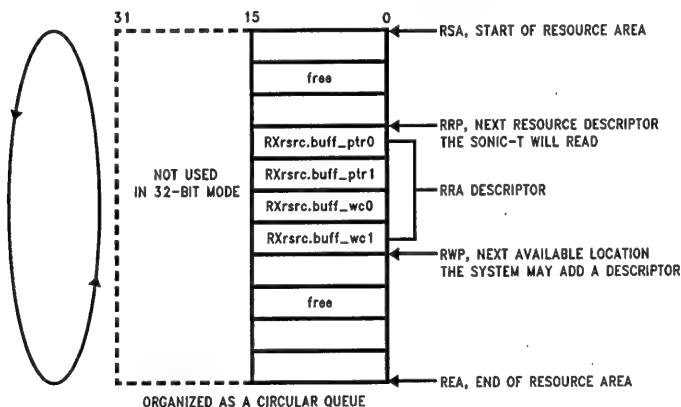 31 15 0
RSA, START OF RESOURCE AREA
free
RRP, NEXT RESOURCE DESCRIPTOR
THE SONIC-T WILL READ
RXrsrc.buff_ptr0
NOT USED
IN 32-BIT MODE
RXrsrc.buff_ptr1
RRA DESCRIPTOR
RXrsrc.buff_wc0
RXrsrc.buff_wc1
RWP, NEXT AVAILABLE LOCATION
THE SYSTEM MAY ADD A DESCRIPTOR
free
REA, END OF RESOURCE AREA
ORGANIZED AS A CIRCULAR QUEUE